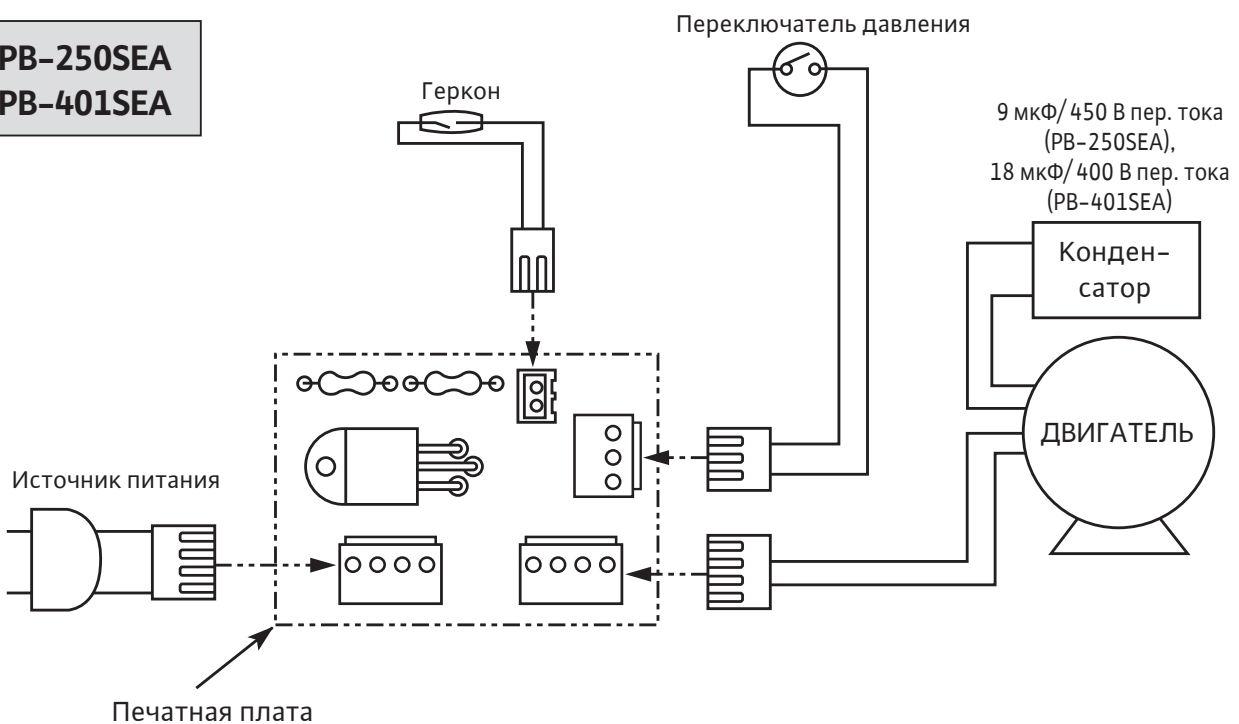 PB-250SEA
PB-401SEA
Переключатель давления
Геркон
9 мкФ/450 В пер. тока
(PB-250SEA),
18 мкФ/400 В пер. тока
(PB-401SEA)
Конден-
сатор
ДВИГАТЕЛЬ
Источник питания
Печатная плата